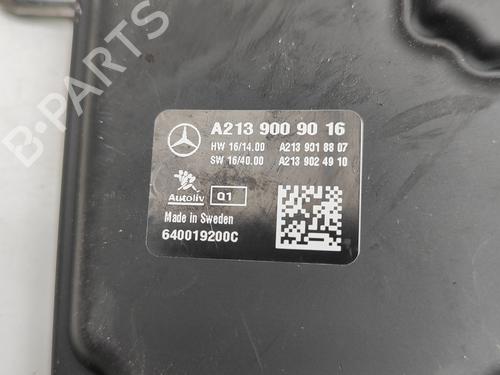 A213 900 90 16
HW 16/14.00 A213 901 88 07
SW 16/40.00 A213 902 49 10
Autoliv Q1
Made in Sweden
640019200C
B-PARTS